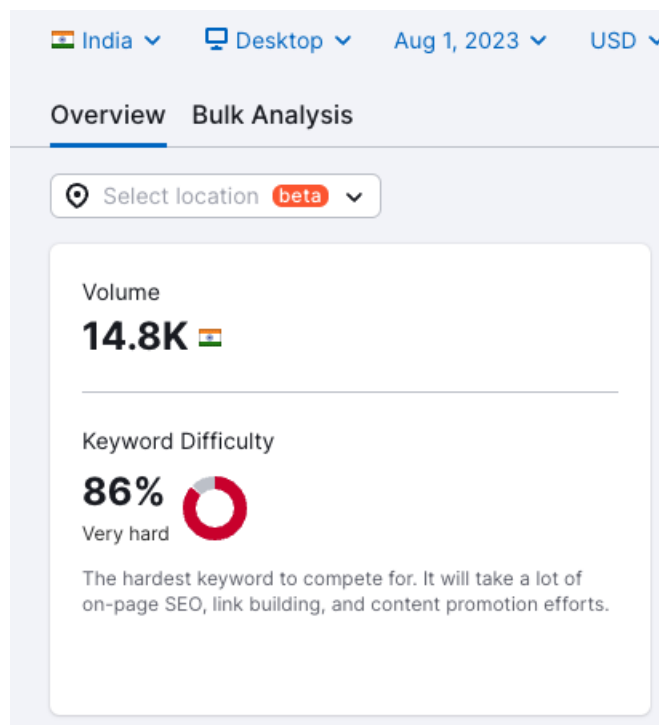 India Desktop Aug 1, 2023 USD
Overview Bulk Analysis
Select location beta
Volume
14.8K
Keyword Difficulty
86%
Very hard
The hardest keyword to compete for. It will take a lot of
on-page SEO, link building, and content promotion efforts.